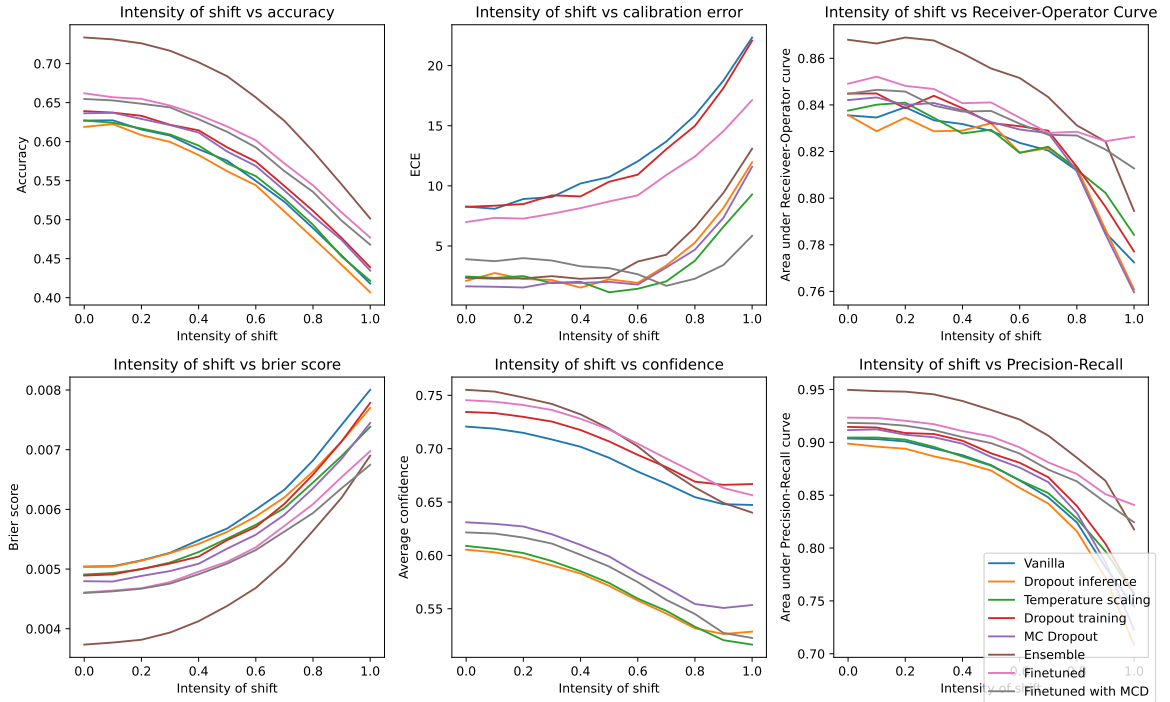 Intensity of shift vs accuracy
Accuracy
0.70
0.65
0.60
0.55
0.50
0.45
0.40
0.0 0.2 0.4 0.6 0.8 1.0
Intensity of shift
Intensity of shift vs calibration error
ECE
20
15
10
5
0.0 0.2 0.4 0.6 0.8 1.0
Intensity of shift
Intensity of shift vs Receiver-Operator Curve
Area under Receiveer-Operator curve
0.86
0.84
0.82
0.80
0.78
0.76
0.0 0.2 0.4 0.6 0.8 1.0
Intensity of shift
Intensity of shift vs brier score
Brier score
0.008
0.007
0.006
0.005
0.004
0.0 0.2 0.4 0.6 0.8 1.0
Intensity of shift
Intensity of shift vs confidence
Average confidence
0.75
0.70
0.65
0.60
0.55
0.0 0.2 0.4 0.6 0.8 1.0
Intensity of shift
Intensity of shift vs Precision-Recall
Area under Precision-Recall curve
0.95
0.90
0.85
0.80
0.75
0.70
0.0 0.2 0.4 0.6 0.8 1.0
Intensity of shift
Vanilla
Dropout inference
Temperature scaling
Dropout training
MC Dropout
Ensemble
Finetuned
Finetuned with MCD